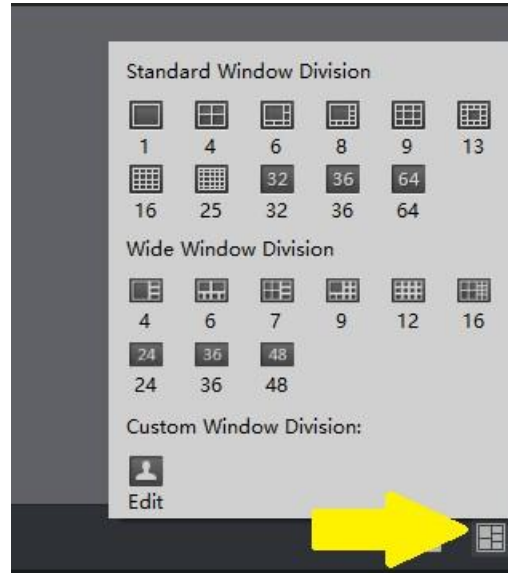 Standard Window Division
1 4 6 8 9 13
32 36 64
16 25 32 36 64
Wide Window Division
4 6 7 9 12 16
24 36 48
24 36 48
Custom Window Division:
Edit